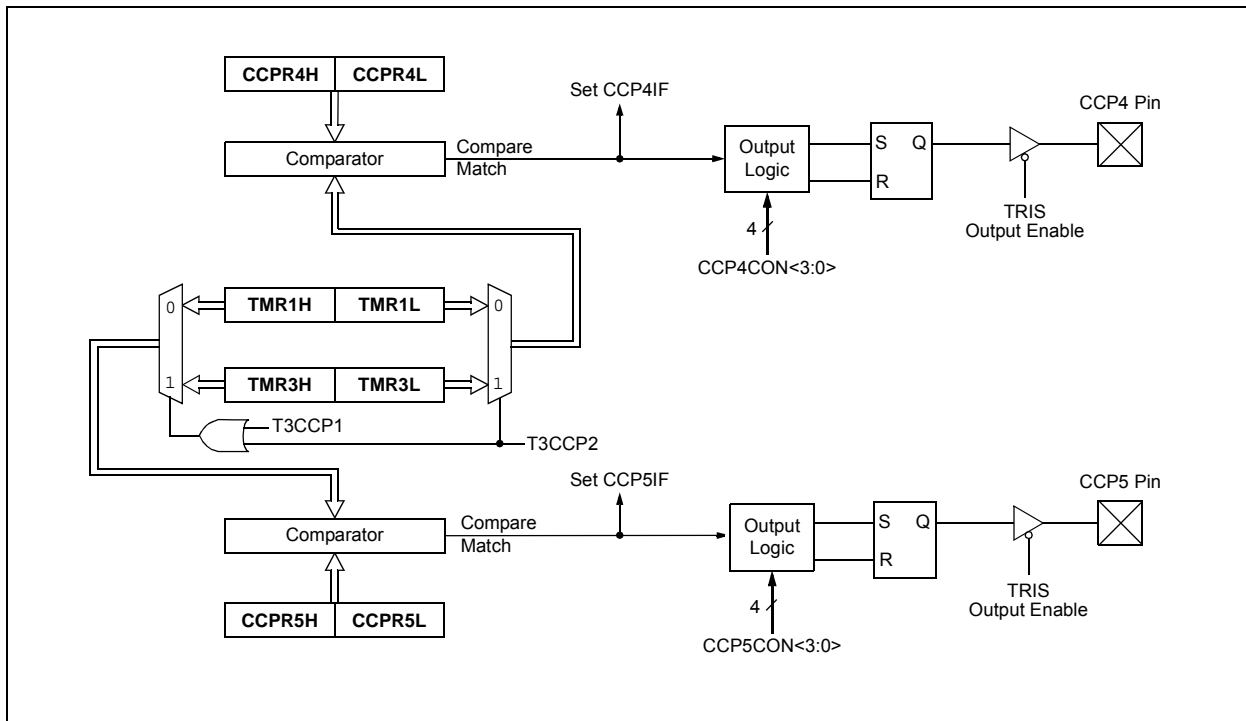 CCPR4H CCPR4L
Set CCP4IF
CCP4 Pin
Comparator
Compare
Match
Output
Logic
S Q
R
TRIS
Output Enable
4
CCP4CON<3:0>
0 TMR1H TMR1L 0
1 TMR3H TMR3L 1
T3CCP1
T3CCP2
Set CCP5IF
CCP5 Pin
Comparator
Compare
Match
Output
Logic
S Q
R
TRIS
Output Enable
4
CCPR5H CCPR5L
CCP5CON<3:0>